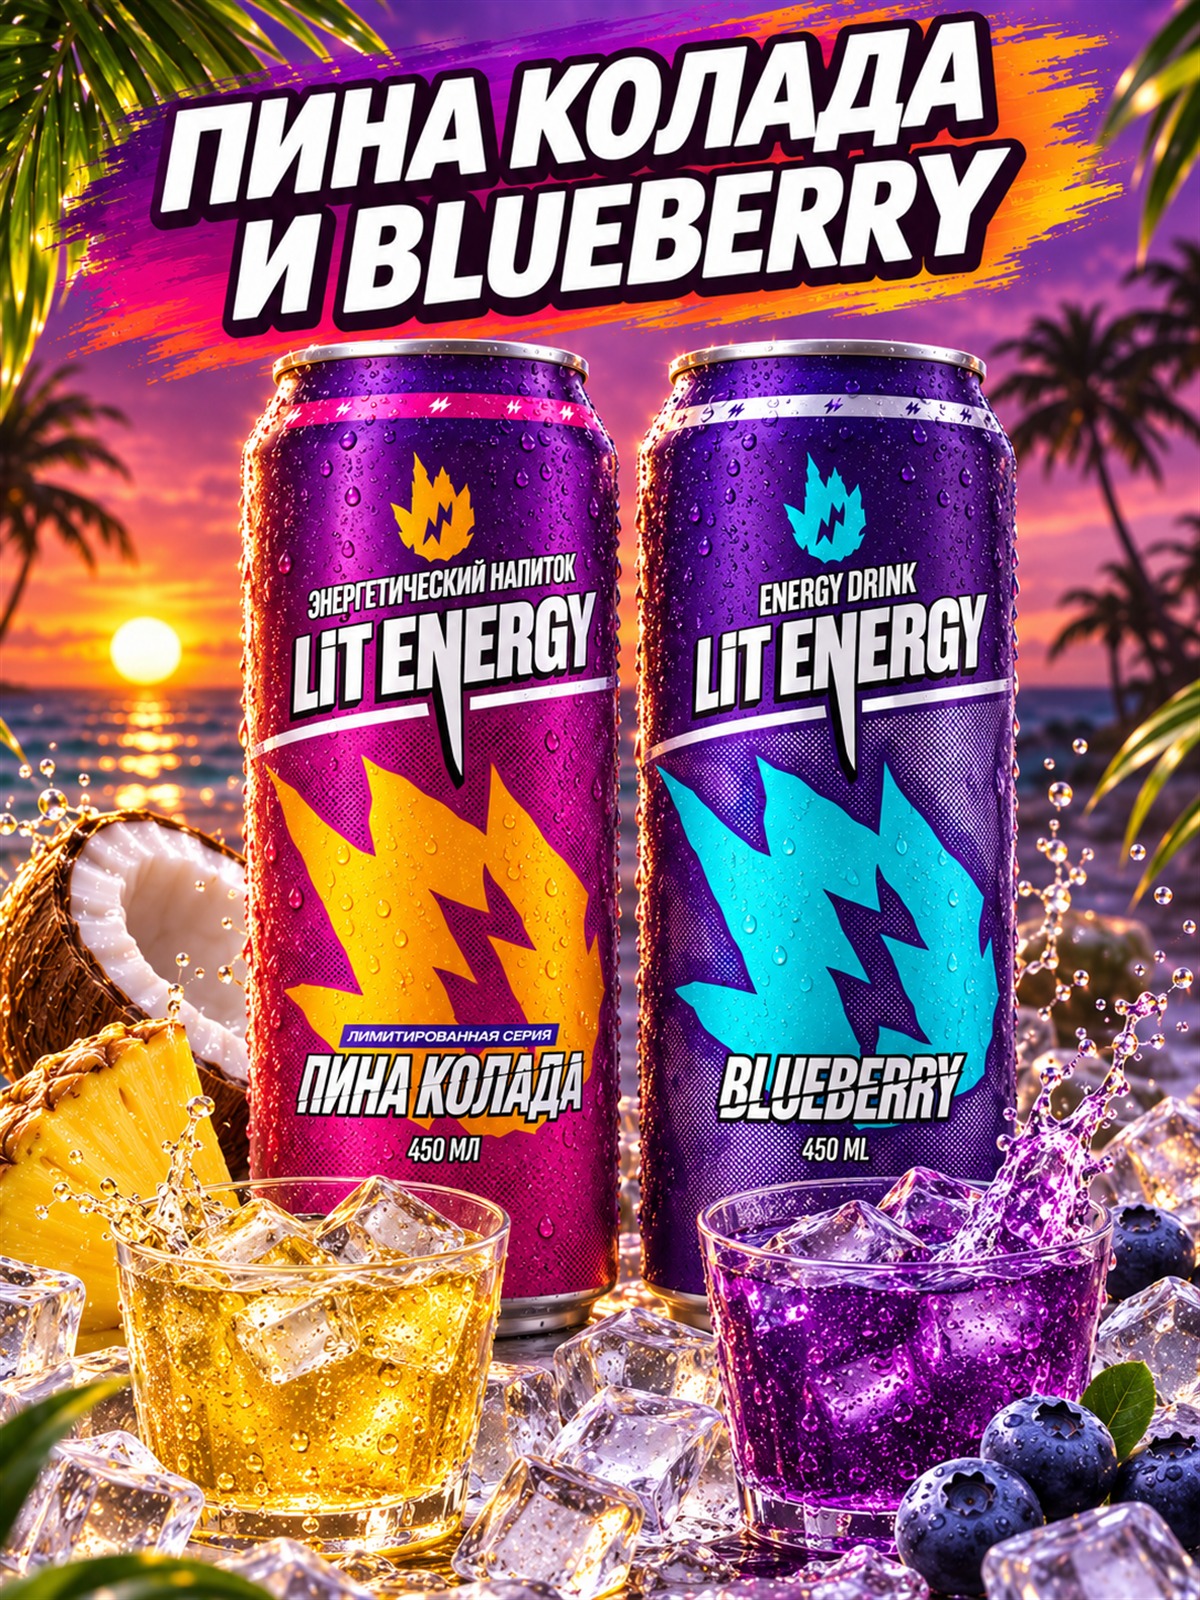 ПИНА КОЛАДА
И BLUEBERRY
ЭНЕРГЕТИЧЕСКИЙ НАПИТОК
LIT ENERGY
ЛИМИТИРОВАННАЯ СЕРИЯ
ПИНА КОЛАДА
450 МЛ
ENERGY DRINK
LIT ENERGY
BLUEBERRY
450 ML